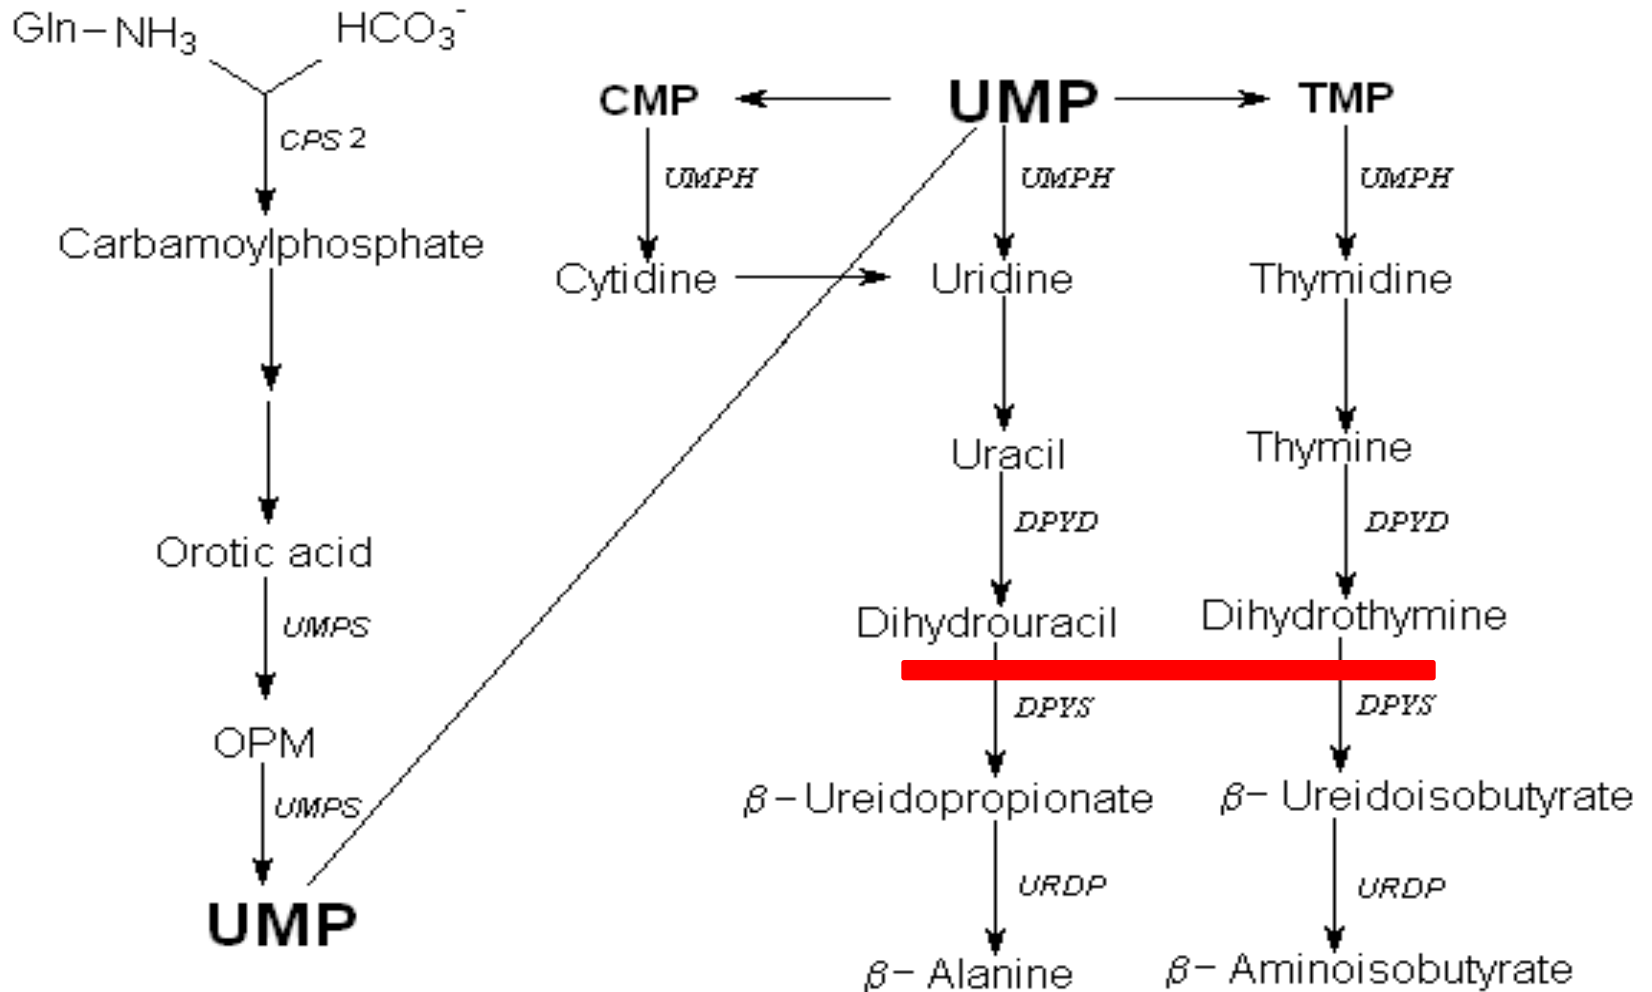 Gln–NH3 HCO3-
CMP UMP TMP
CPS 2
UMPH UMPH UMPH
Carbamoylphosphate
Cytidine Uridine Thymidine
Uracil Thymine
DPYD DPYD
Orotic acid
Dihydrouracil Dihydrothymine
UMPS
DPYS DPYS
OPM
UMPS
β–Ureidopropionate β– Ureidoisobutyrate
URDP URDP
UMP
β– Alanine β– Aminoisobutyrate